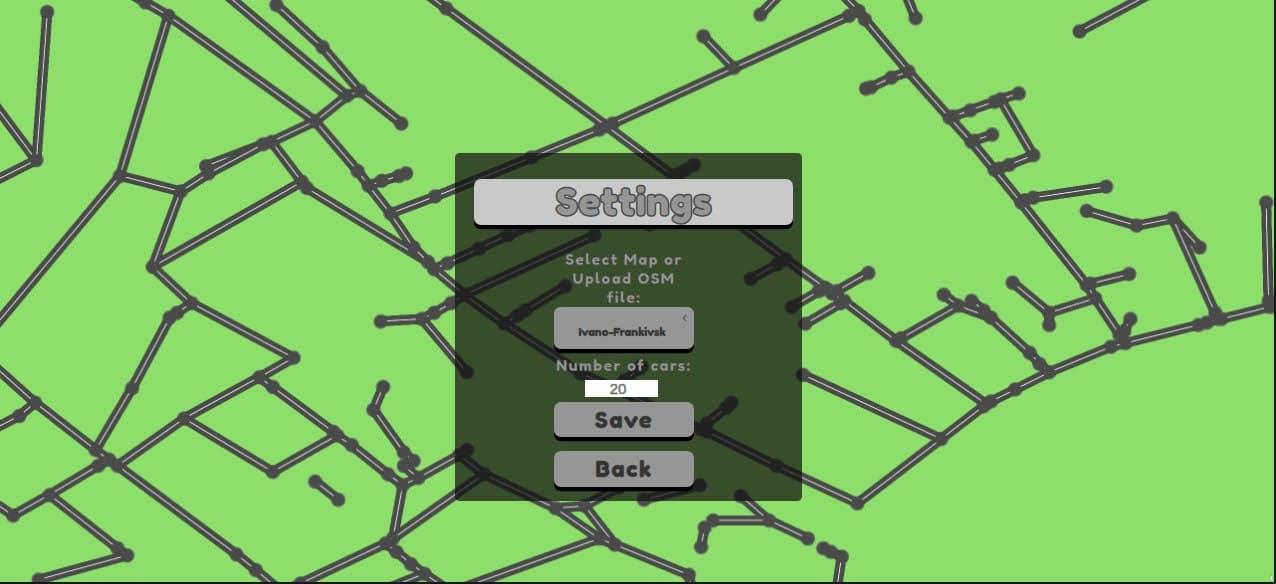 Settings
Select Map or
Upload OSM
file:
Ivano-Frankivsk
Number of cars:
20
Save
Back